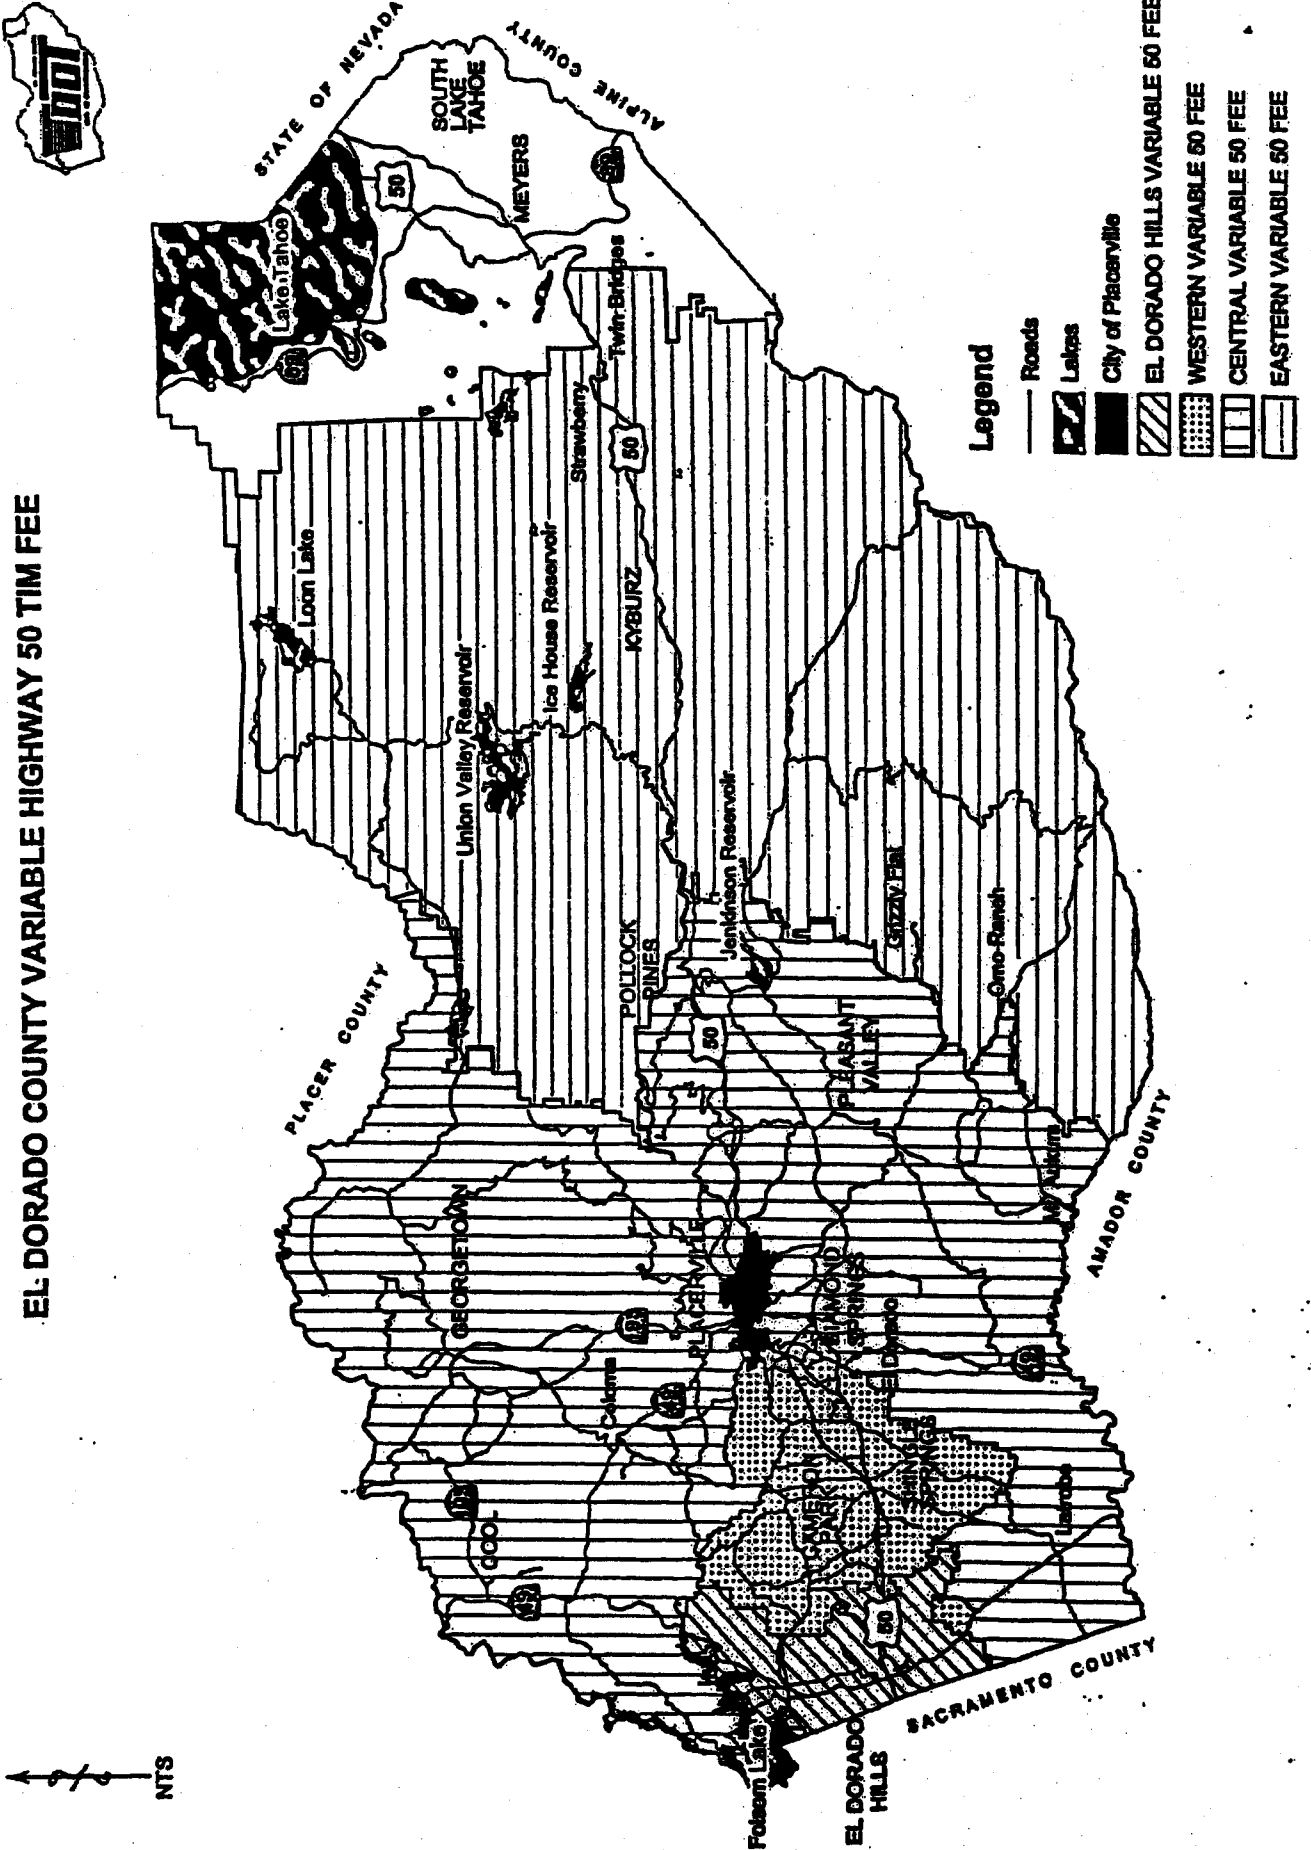 EL DORADO COUNTY VARIABLE HIGHWAY 50 TIM FEE
NTS
DOT
STATE OF NEVADA
ALPINE COUNTY
PLACER COUNTY
AMADOR COUNTY
SACRAMENTO COUNTY
Lake Tahoe
SOUTH
LAKE
TAHOE
50
MEYERS
89
89
Twin Bridges
Strawberry
50
Loon Lake
Union Valley Reservoir
Ice House Reservoir
KYBURZ
Jenkinson Reservoir
POLLOCK
PINES
50
Grizzly Flat
Omo Ranch
PLEASANT
VALLEY
Mt/ Aukum
GEORGETOWN
PLACERVILLE
DIAMOND
SPRINGS
El Dorado
193
49
49
Coloma
193
COOL
49
CAMERON
PARK
SHINGLE
SPRINGS
Latrobe
50
Folsom Lake
EL DORADO
HILLS
Legend
Roads
Lakes
City of Placerville
EL DORADO HILLS VARIABLE 50 FEE
WESTERN VARIABLE 50 FEE
CENTRAL VARIABLE 50 FEE
EASTERN VARIABLE 50 FEE